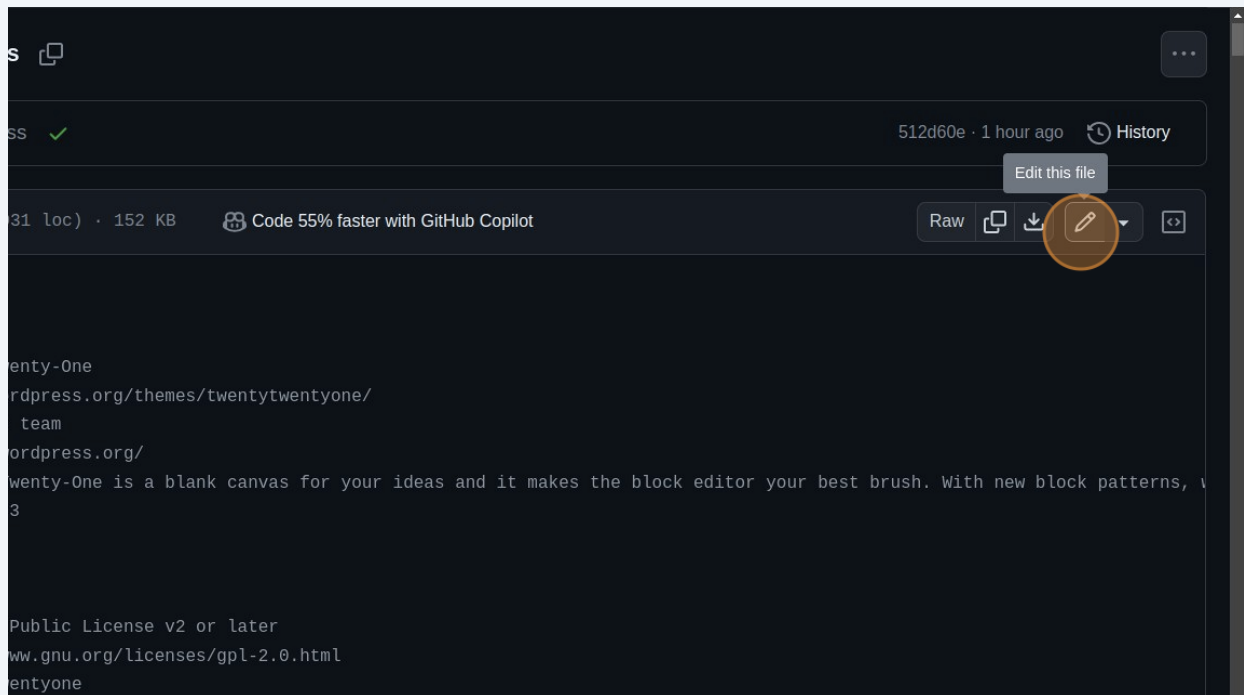 s
ss
512d60e · 1 hour ago History
Edit this file
31 loc) · 152 KB Code 55% faster with GitHub Copilot Raw
enty-One
rdpress.org/themes/twentytwentyone/
team
ordpress.org/
wenty-One is a blank canvas for your ideas and it makes the block editor your best brush. With new block patterns,
3
Public License v2 or later
ww.gnu.org/licenses/gpl-2.0.html
entyone